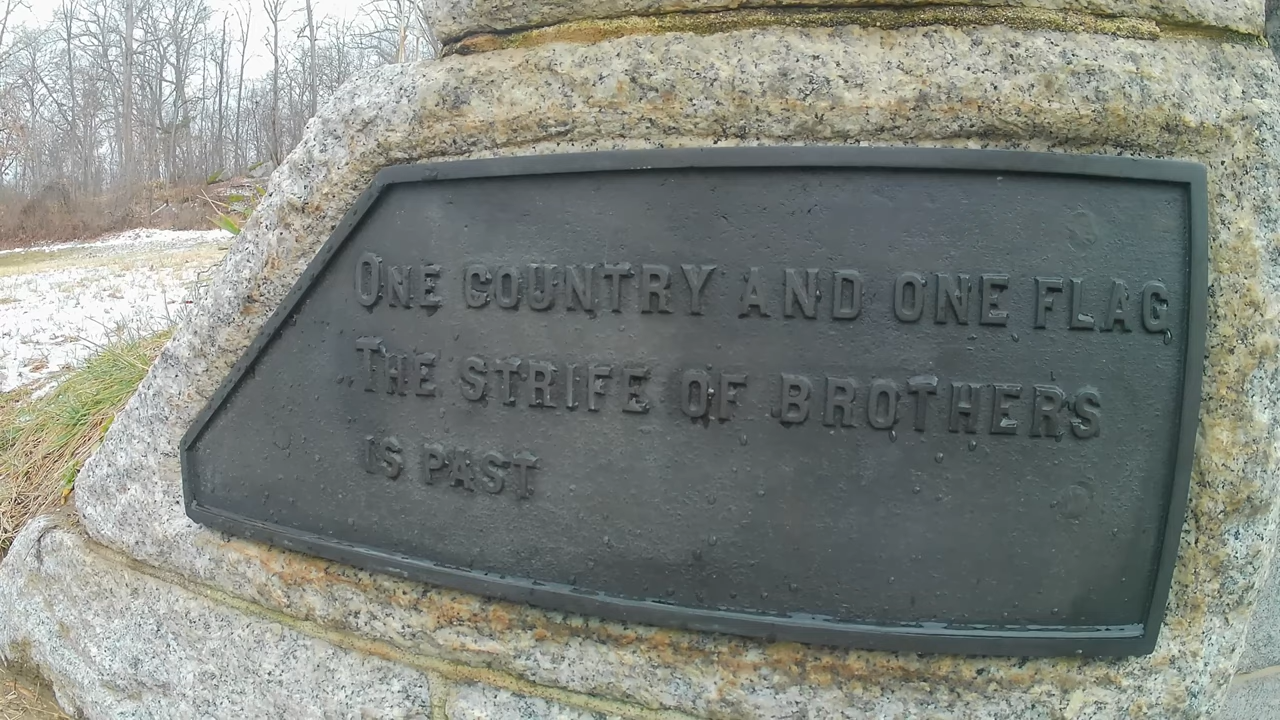 One country and one flag
The strife of brothers
is past